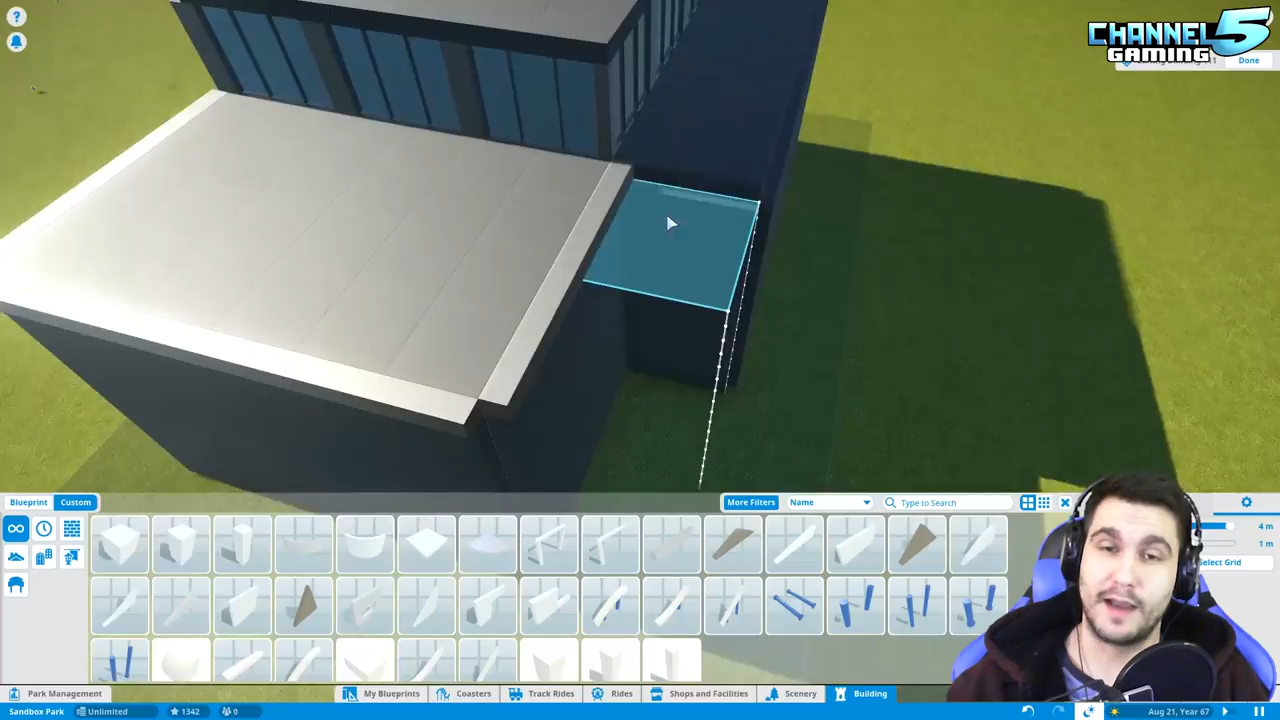 ?
CHANNEL 5
GAMING
Done
Blueprint
Custom
More Filters
Name
Type to Search
4 m
1 m
Select Grid
Park Management
My Blueprints
Coasters
Track Rides
Rides
Shops and Facilities
Scenery
Building
Sandbox Park
Unlimited
1342
0
Aug 21, Year 67